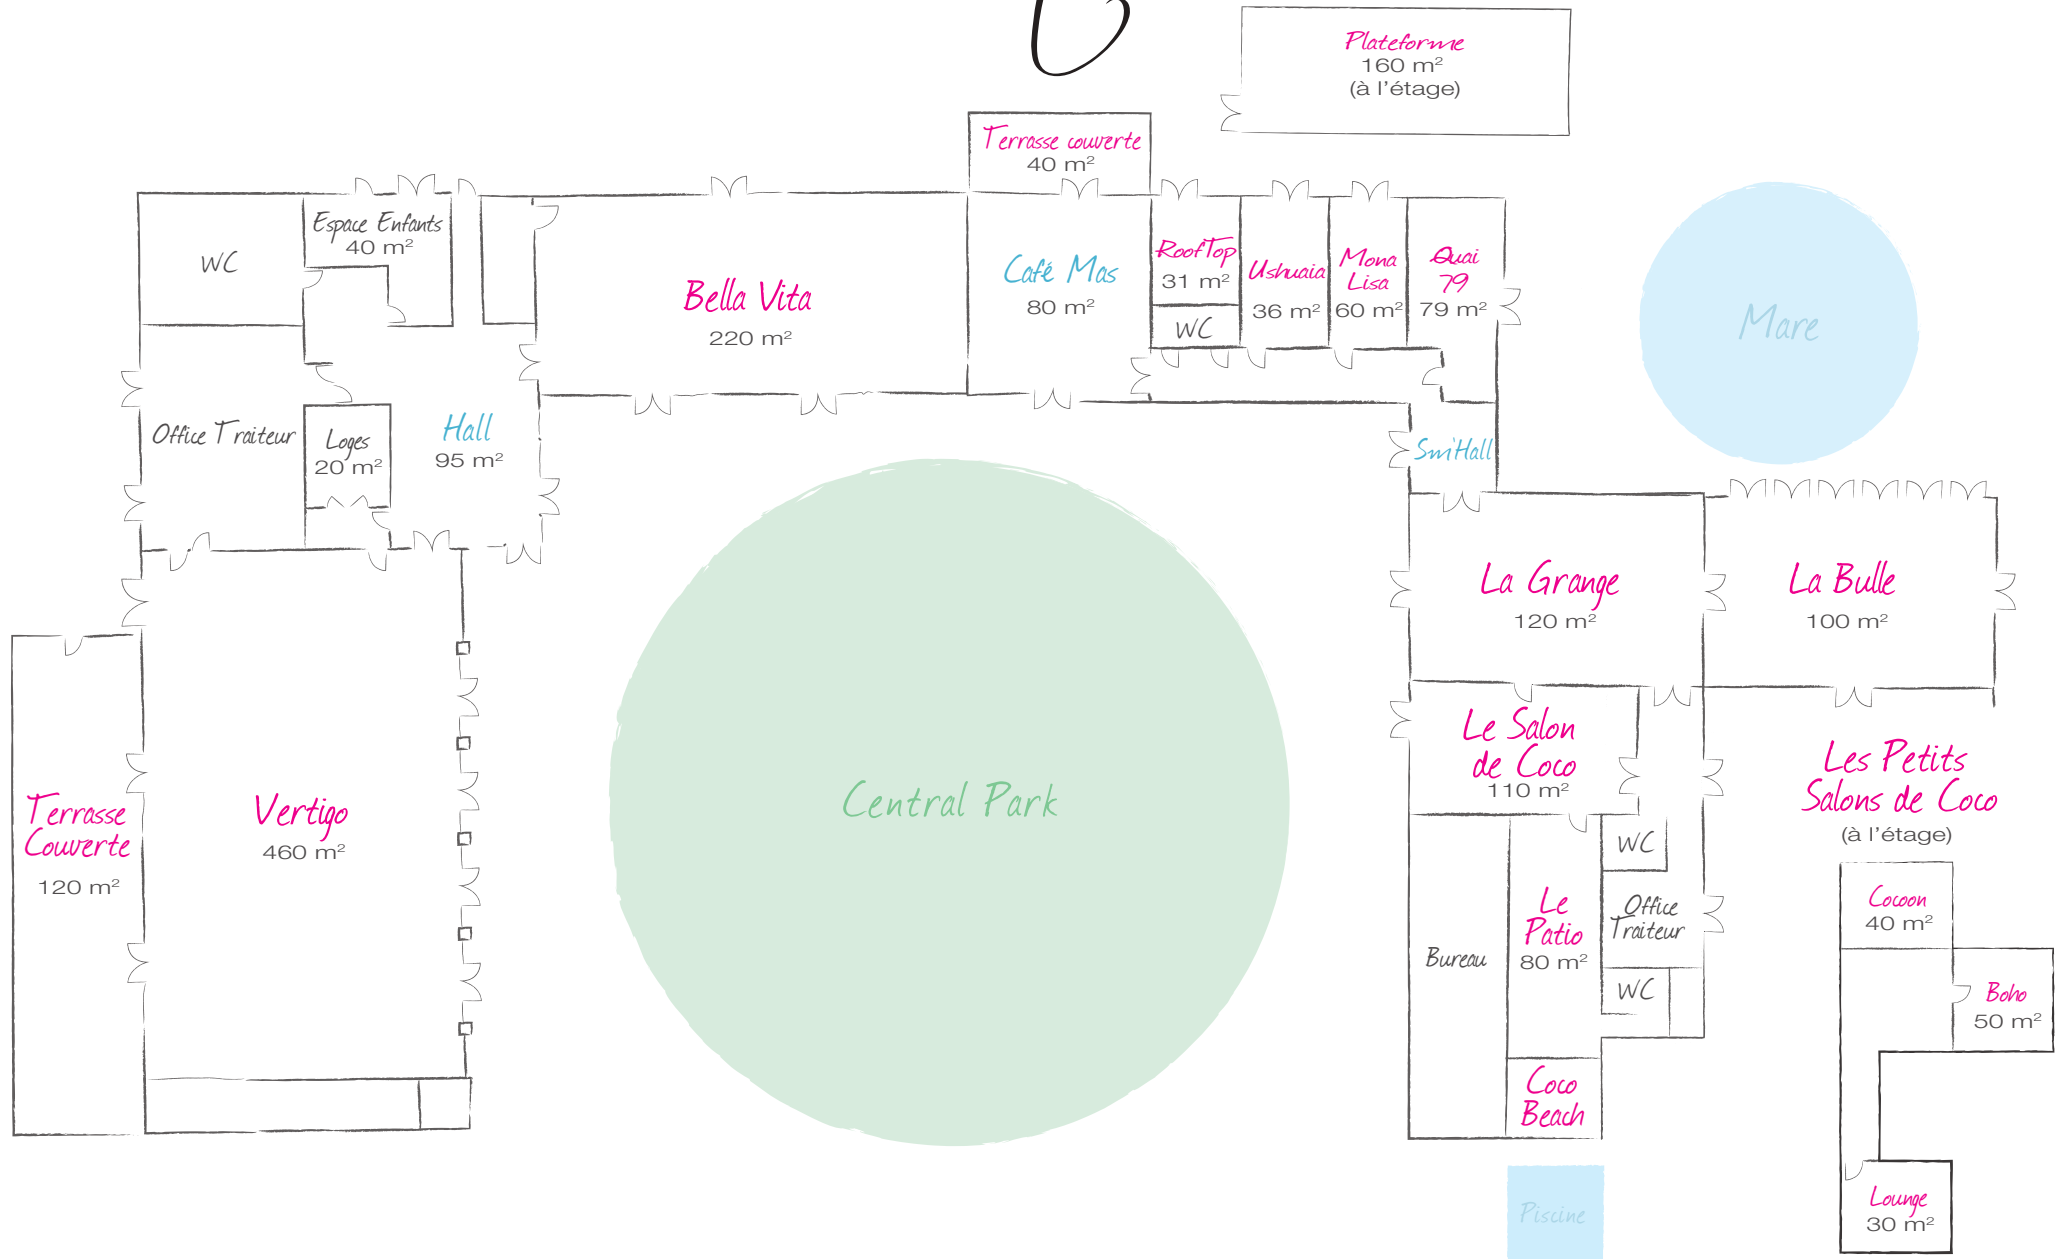 Plateforme
160 m²
(à l'étage)
Terrasse couverte
40 m²
WC
Espace Enfants
40 m²
Bella Vita
220 m²
Café Mas
80 m²
RoofTop
31 m²
WC
Ushuaia
36 m²
Mona
Lisa
60 m²
Quai
79
79 m²
Mare
Office Traiteur
Loges
20 m²
Hall
95 m²
Smi'Hall
La Grange
120 m²
La Bulle
100 m²
Terrasse
Couverte
120 m²
Vertigo
460 m²
Central Park
Le Salon
de Coco
110 m²
Les Petits
Salons de Coco
(à l'étage)
Bureau
Le
Patio
80 m²
WC
Office
Traiteur
WC
Coco
Beach
Cocoon
40 m²
Boho
50 m²
Lounge
30 m²
Piscine